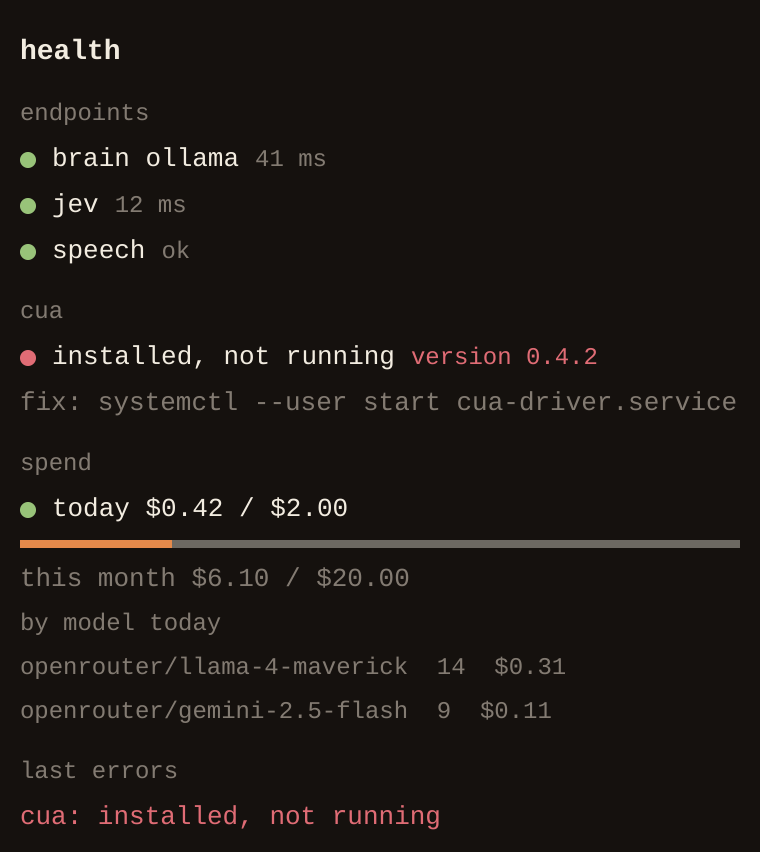 health
endpoints
brain ollama 41 ms
jev 12 ms
speech ok
cua
installed, not running version 0.4.2
fix: systemctl --user start cua-driver.service
spend
today $0.42 / $2.00
this month $6.10 / $20.00
by model today
openrouter/llama-4-maverick 14 $0.31
openrouter/gemini-2.5-flash 9 $0.11
last errors
cua: installed, not running